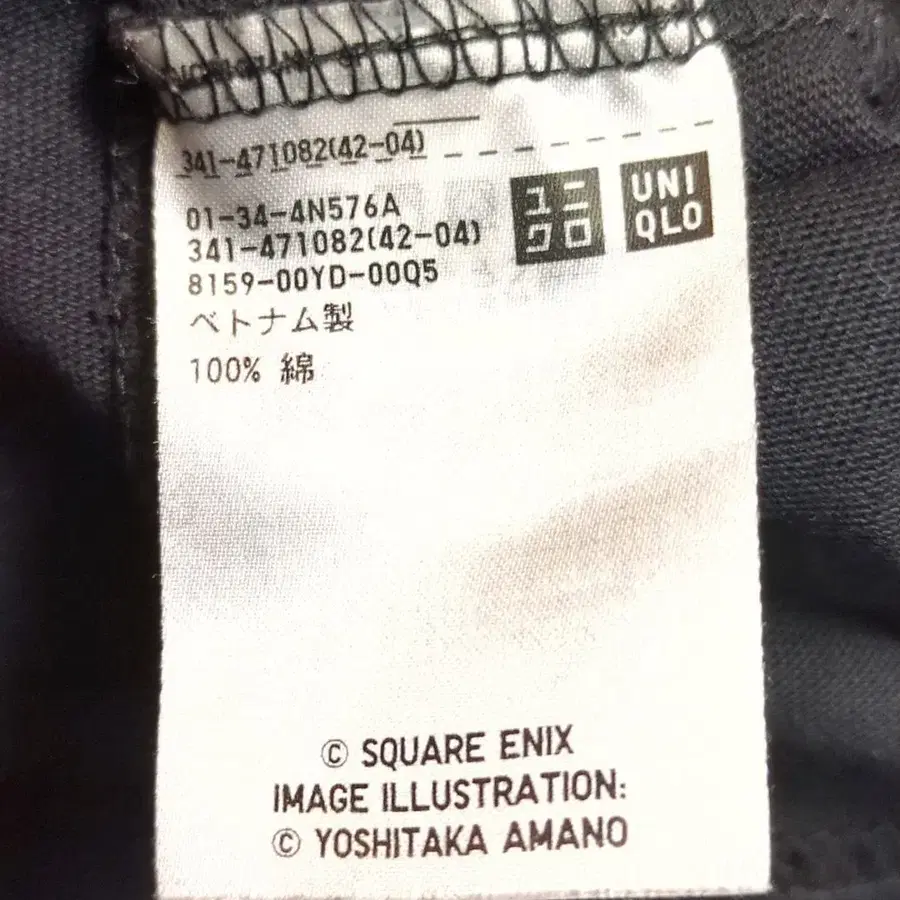 341-471082(42-04)
01-34-4N576A
341-471082(42-04)
8159-00YD-00Q5
ベトナム製
100% 綿
ユニ
クロ
UNI
QLO
© SQUARE ENIX
IMAGE ILLUSTRATION:
© YOSHITAKA AMANO